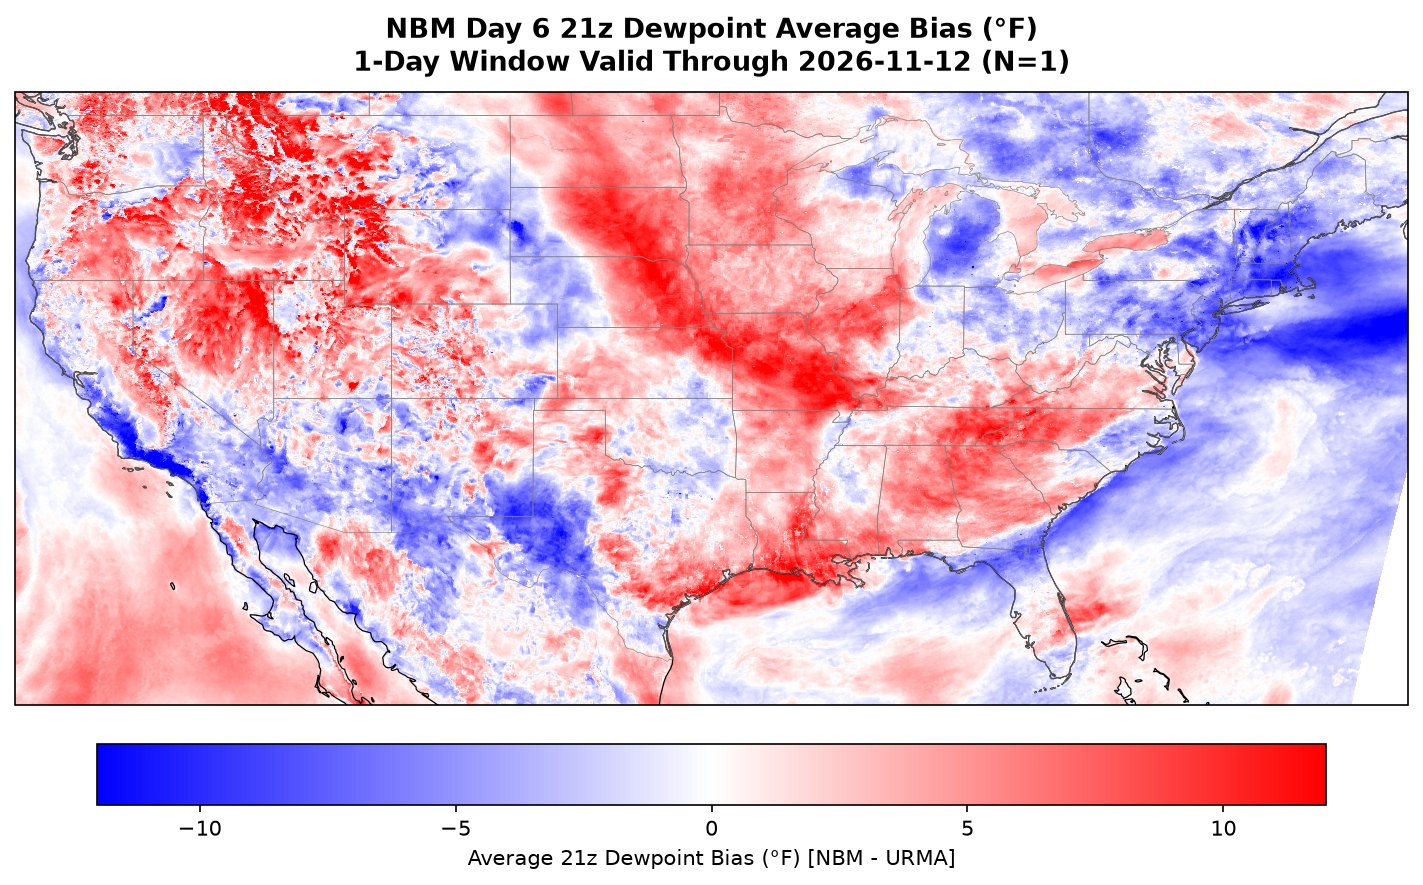 NBM Day 6 21z Dewpoint Average Bias (°F)
1-Day Window Valid Through 2026-11-12 (N=1)
−10 −5 0 5 10
Average 21z Dewpoint Bias (°F) [NBM - URMA]